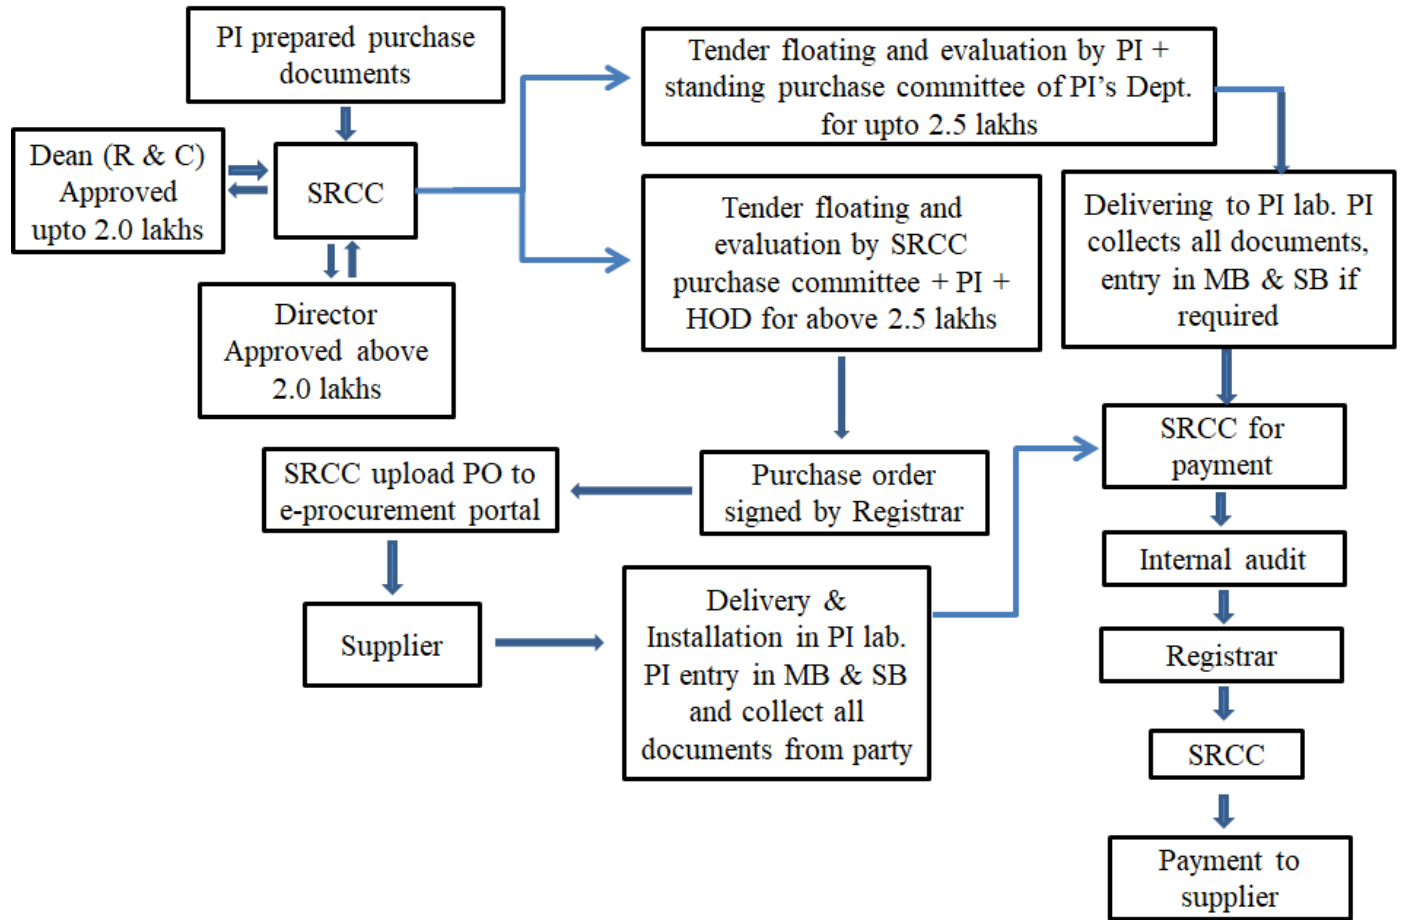 PI prepared purchase
documents
Tender floating and evaluation by PI +
standing purchase committee of PI's Dept.
for upto 2.5 lakhs
Dean (R & C)
Approved
upto 2.0 lakhs
SRCC
Tender floating and
evaluation by SRCC
purchase committee + PI +
HOD for above 2.5 lakhs
Delivering to PI lab. PI
collects all documents,
entry in MB & SB if
required
Director
Approved above
2.0 lakhs
SRCC for
payment
SRCC upload PO to
e-procurement portal
Purchase order
signed by Registrar
Internal audit
Supplier
Delivery &
Installation in PI lab.
PI entry in MB & SB
and collect all
documents from party
Registrar
SRCC
Payment to
supplier